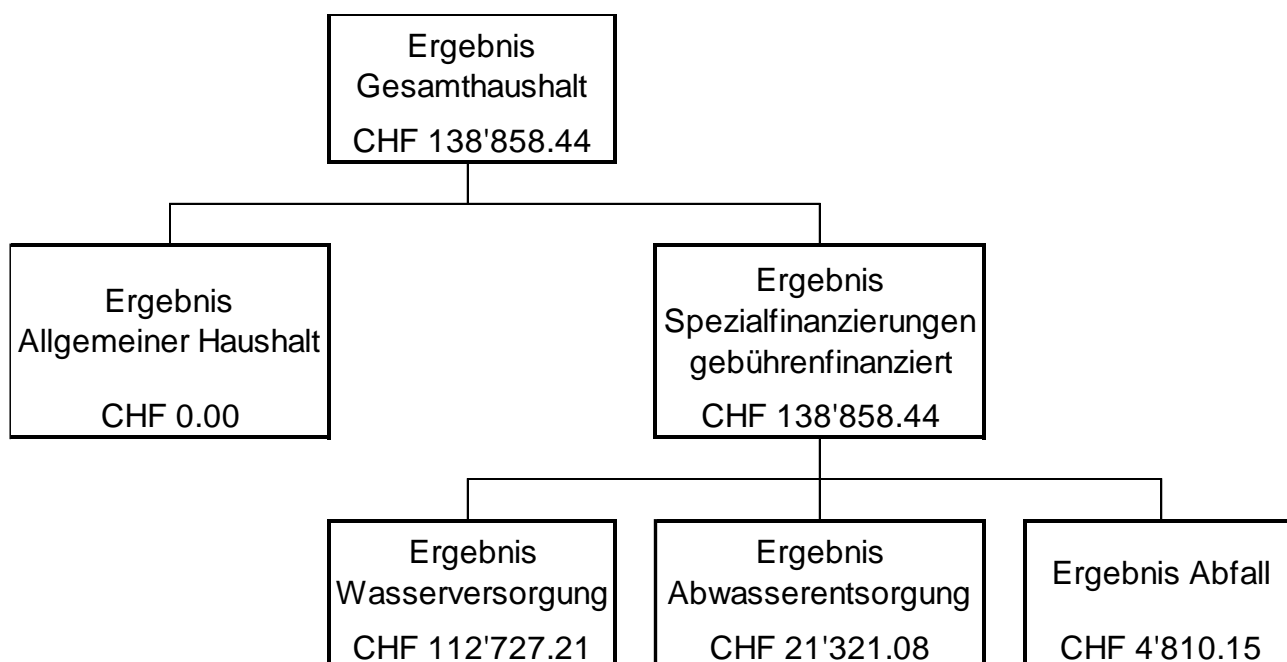 Ergebnis
Gesamthaushalt
CHF 138'858.44
Ergebnis
Allgemeiner Haushalt
CHF 0.00
Ergebnis
Spezialfinanzierungen
gebührenfinanziert
CHF 138'858.44
Ergebnis
Wasserversorgung
CHF 112'727.21
Ergebnis
Abwasserentsorgung
CHF 21'321.08
Ergebnis Abfall
CHF 4'810.15